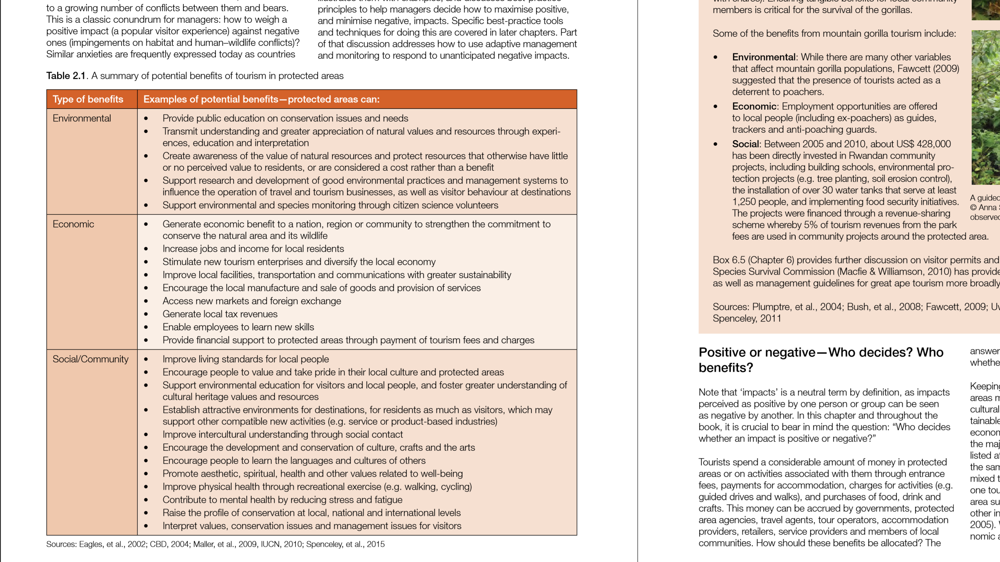 to a growing number of conflicts between them and bears.
This is a classic conundrum for managers: how to weigh a
positive impact (a popular visitor experience) against negative
ones (impingements on habitat and human–wildlife conflicts)?
Similar anxieties are frequently expressed today as countries
principles to help managers decide how to maximise positive,
and minimise negative, impacts. Specific best-practice tools
and techniques for doing this are covered in later chapters. Part
of that discussion addresses how to use adaptive management
and monitoring to respond to unanticipated negative impacts.
Table 2.1. A summary of potential benefits of tourism in protected areas
Type of benefits
Examples of potential benefits—protected areas can:
Environmental
• Provide public education on conservation issues and needs
• Transmit understanding and greater appreciation of natural values and resources through experi-
ences, education and interpretation
• Create awareness of the value of natural resources and protect resources that otherwise have little
or no perceived value to residents, or are considered a cost rather than a benefit
• Support research and development of good environmental practices and management systems to
influence the operation of travel and tourism businesses, as well as visitor behaviour at destinations
• Support environmental and species monitoring through citizen science volunteers
Economic
• Generate economic benefit to a nation, region or community to strengthen the commitment to
conserve the natural area and its wildlife
• Increase jobs and income for local residents
• Stimulate new tourism enterprises and diversify the local economy
• Improve local facilities, transportation and communications with greater sustainability
• Encourage the local manufacture and sale of goods and provision of services
• Access new markets and foreign exchange
• Generate local tax revenues
• Enable employees to learn new skills
• Provide financial support to protected areas through payment of tourism fees and charges
Social/Community
• Improve living standards for local people
• Encourage people to value and take pride in their local culture and protected areas
• Support environmental education for visitors and local people, and foster greater understanding of
cultural heritage values and resources
• Establish attractive environments for destinations, for residents as much as visitors, which may
support other compatible new activities (e.g. service or product-based industries)
• Improve intercultural understanding through social contact
• Encourage the development and conservation of culture, crafts and the arts
• Encourage people to learn the languages and cultures of others
• Promote aesthetic, spiritual, health and other values related to well-being
• Improve physical health through recreational exercise (e.g. walking, cycling)
• Contribute to mental health by reducing stress and fatigue
• Raise the profile of conservation at local, national and international levels
• Interpret values, conservation issues and management issues for visitors
Sources: Eagles, et al., 2002; CBD, 2004; Maller, et al., 2009, IUCN, 2010; Spenceley, et al., 2015
members is critical for the survival of the gorillas.
Some of the benefits from mountain gorilla tourism include:
• Environmental: While there are many other variables
that affect mountain gorilla populations, Fawcett (2009)
suggested that the presence of tourists acted as a
deterrent to poachers.
• Economic: Employment opportunities are offered
to local people (including ex-poachers) as guides,
trackers and anti-poaching guards.
• Social: Between 2005 and 2010, about US$ 428,000
has been directly invested in Rwandan community
projects, including building schools, environmental pro-
tection projects (e.g. tree planting, soil erosion control),
the installation of over 30 water tanks that serve at least
1,250 people, and implementing food security initiatives.
The projects were financed through a revenue-sharing
scheme whereby 5% of tourism revenues from the park
fees are used in community projects around the protected area.
A guided
© Anna
observed
Box 6.5 (Chapter 6) provides further discussion on visitor permits and
Species Survival Commission (Macfie & Williamson, 2010) has provide
as well as management guidelines for great ape tourism more broadly
Sources: Plumptre, et al., 2004; Bush, et al., 2008; Fawcett, 2009;
Spenceley, 2011
Positive or negative—Who decides? Who
benefits?
Note that ‘impacts’ is a neutral term by definition, as impacts
perceived as positive by one person or group can be seen
as negative by another. In this chapter and throughout the
book, it is crucial to bear in mind the question: “Who decides
whether an impact is positive or negative?”
Tourists spend a considerable amount of money in protected
areas or on activities associated with them through entrance
fees, payments for accommodation, charges for activities (e.g.
guided drives and walks), and purchases of food, drink and
crafts. This money can be accrued by governments, protected
area agencies, travel agents, tour operators, accommodation
providers, retailers, service providers and members of local
communities. How should these benefits be allocated? The
answer
whethe
Keeping
areas
cultural
tainable
econom
the maj
listed
the
mixed
one tou
area su
other in
2005).
nomic